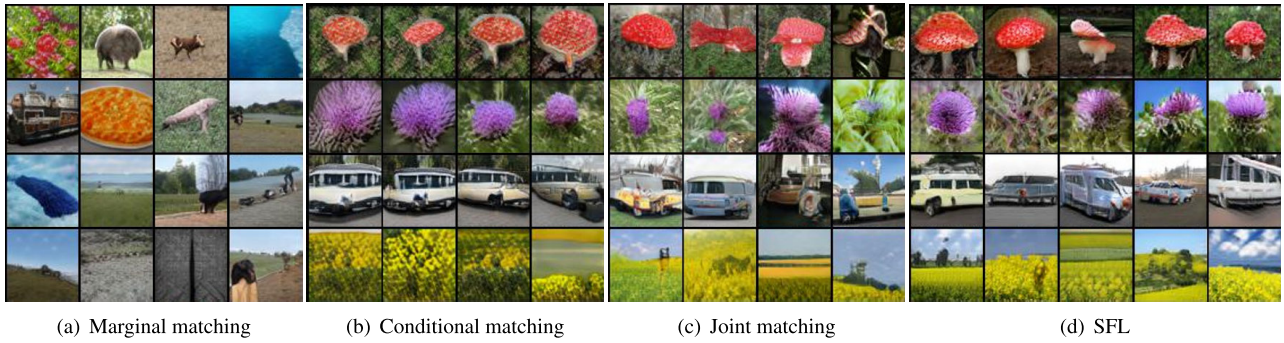 (a) Marginal matching
(b) Conditional matching
(c) Joint matching
(d) SFL